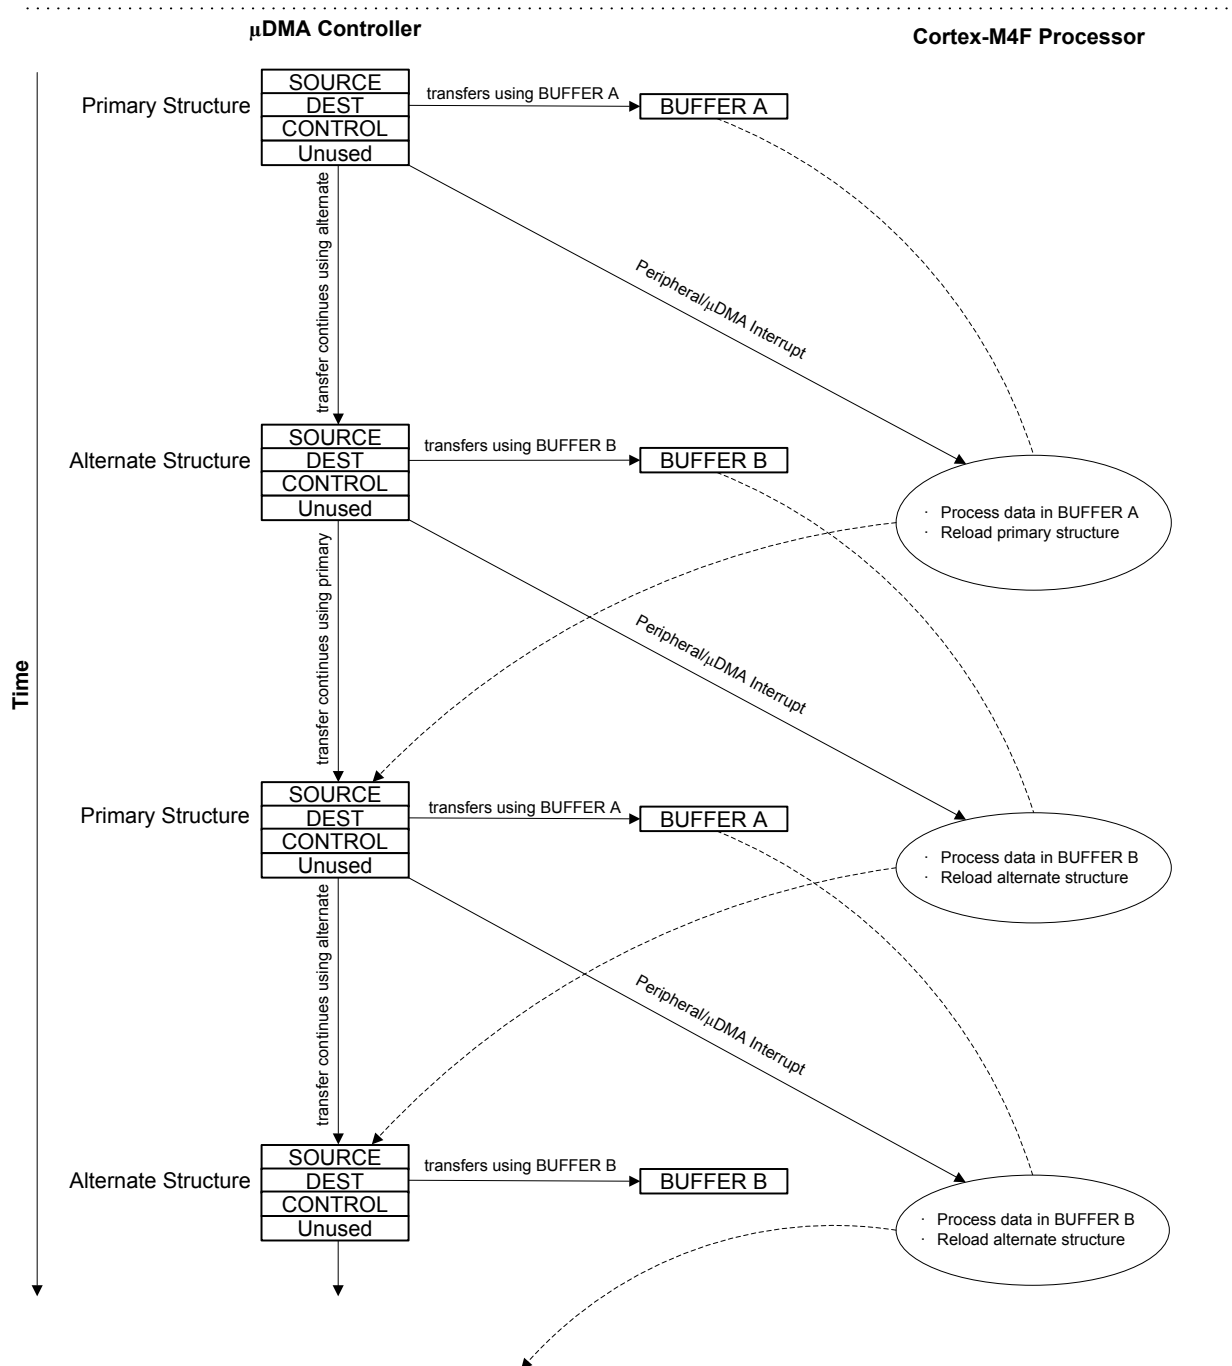 μDMA Controller
Cortex-M4F Processor
SOURCE
Primary Structure
DEST
transfers using BUFFER A
BUFFER A
CONTROL
Unused
transfer continues using alternate
Peripheral/μDMA Interrupt
SOURCE
Alternate Structure
DEST
transfers using BUFFER B
BUFFER B
CONTROL
Unused
· Process data in BUFFER A
· Reload primary structure
transfer continues using primary
Peripheral/μDMA Interrupt
Time
SOURCE
Primary Structure
DEST
transfers using BUFFER A
BUFFER A
CONTROL
Unused
· Process data in BUFFER B
· Reload alternate structure
transfer continues using alternate
Peripheral/μDMA Interrupt
SOURCE
Alternate Structure
DEST
transfers using BUFFER B
BUFFER B
CONTROL
Unused
· Process data in BUFFER B
· Reload alternate structure